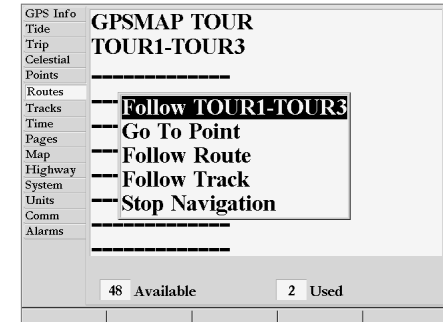 GPS Info
Tide
Trip
Celestial
Points
Routes
Tracks
Time
Pages
Map
Highway
System
Units
Comm
Alarms
GPSMAP TOUR
TOUR1-TOUR3
Follow TOUR1-TOUR3
Go To Point
Follow Route
Follow Track
Stop Navigation
48 Available 2 Used